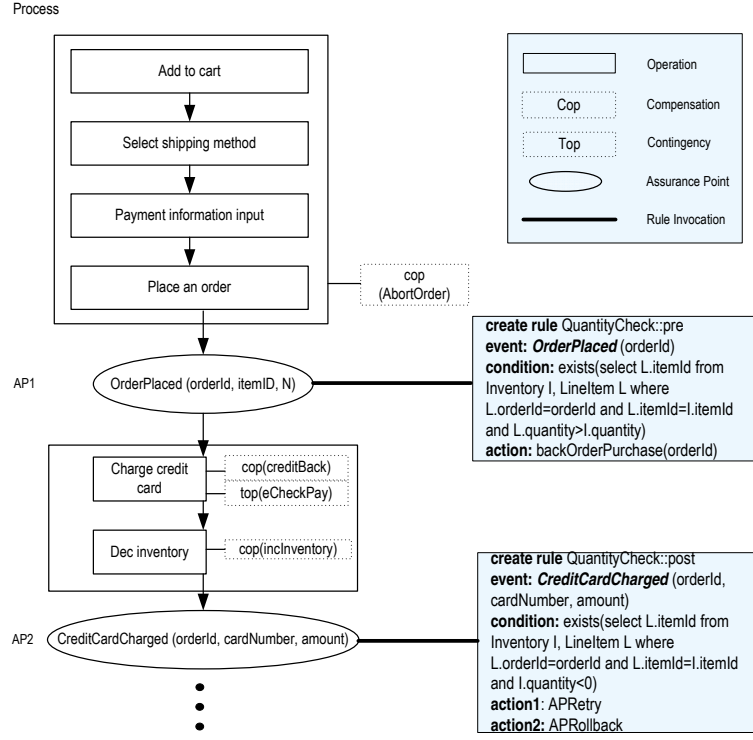 Process
Add to cart
Select shipping method
Payment information input
Place an order
cop
(AbortOrder)
Operation
Cop
Compensation
Top
Contingency
Assurance Point
Rule Invocation
AP1
OrderPlaced (orderId, itemID, N)
create rule QuantityCheck::pre
event: OrderPlaced (orderId)
condition: exists(select L.itemId from
Inventory I, LineItem L where
L.orderId=orderId and L.itemId=I.itemId
and L.quantity>I.quantity)
action: backOrderPurchase(orderId)
Charge credit
card
cop(creditBack)
top(eCheckPay)
Dec inventory
cop(incInventory)
AP2
CreditCardCharged (orderId, cardNumber, amount)
create rule QuantityCheck::post
event: CreditCardCharged (orderId,
cardNumber, amount)
condition: exists(select L.itemId from
Inventory I, LineItem L where
L.orderId=orderId and L.itemId=I.itemId
and I.quantity<0)
action1: APRetry
action2: APRollback